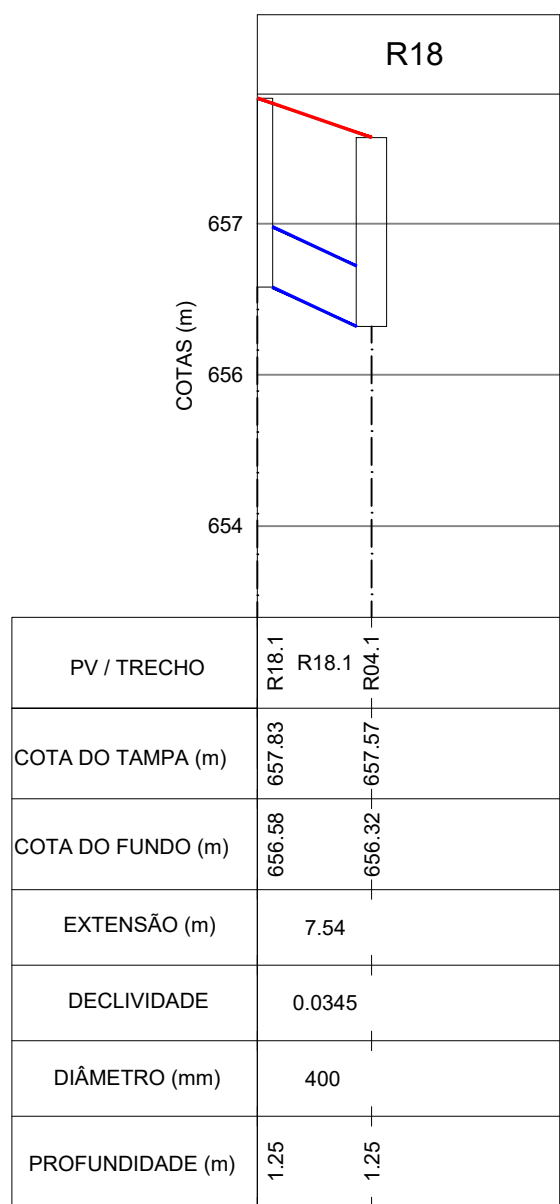 R18
657
COTAS (m)
656
654
PV / TRECHO R18.1 R18.1 R04.1
COTA DO TAMPA (m) 657.83 657.57
COTA DO FUNDO (m) 656.58 656.32
EXTENSÃO (m) 7.54
DECLIVIDADE 0.0345
DIÂMETRO (mm) 400
PROFUNDIDADE (m) 1.25 1.25